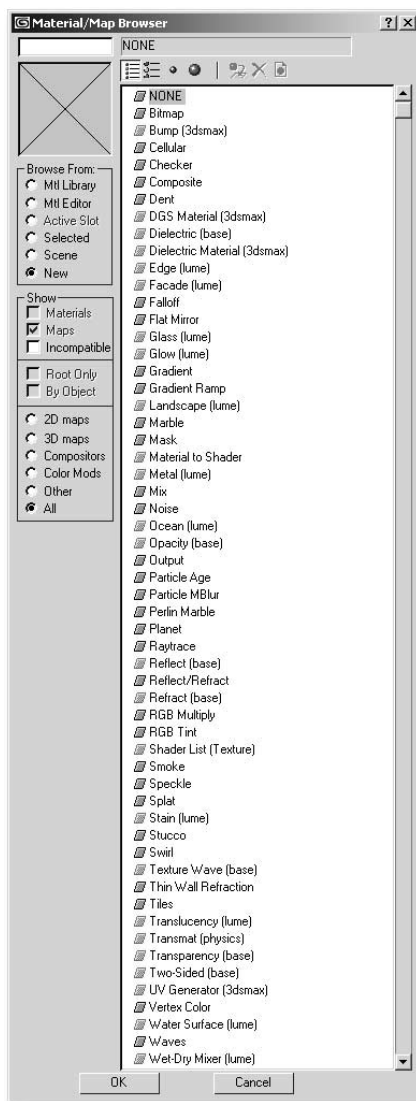 Material/Map Browser
NONE
Browse From:
Mtl Library
Mtl Editor
Active Slot
Selected
Scene
New
Show
Materials
Maps
Incompatible
Root Only
By Object
2D maps
3D maps
Compositors
Color Mods
Other
All
NONE
Bitmap
Bump (3dsmax)
Cellular
Checker
Composite
Dent
DGS Material (3dsmax)
Dielectric (base)
Dielectric Material (3dsmax)
Edge (lume)
Facade (lume)
Falloff
Flat Mirror
Glass (lume)
Glow (lume)
Gradient
Gradient Ramp
Landscape (lume)
Marble
Mask
Material to Shader
Metal (lume)
Mix
Noise
Ocean (lume)
Opacity (base)
Output
Particle Age
Particle MBlur
Perlin Marble
Planet
Raytrace
Reflect (base)
Reflect/Refract
Refract (base)
RGB Multiply
RGB Tint
Shader List (Texture)
Smoke
Speckle
Splat
Stain (lume)
Stucco
Swirl
Texture Wave (base)
Thin Wall Refraction
Tiles
Translucency (lume)
Transmat (physics)
Transparency (base)
Two-Sided (base)
UV Generator (3dsmax)
Vertex Color
Water Surface (lume)
Waves
Wet-Dry Mixer (lume)
OK
Cancel